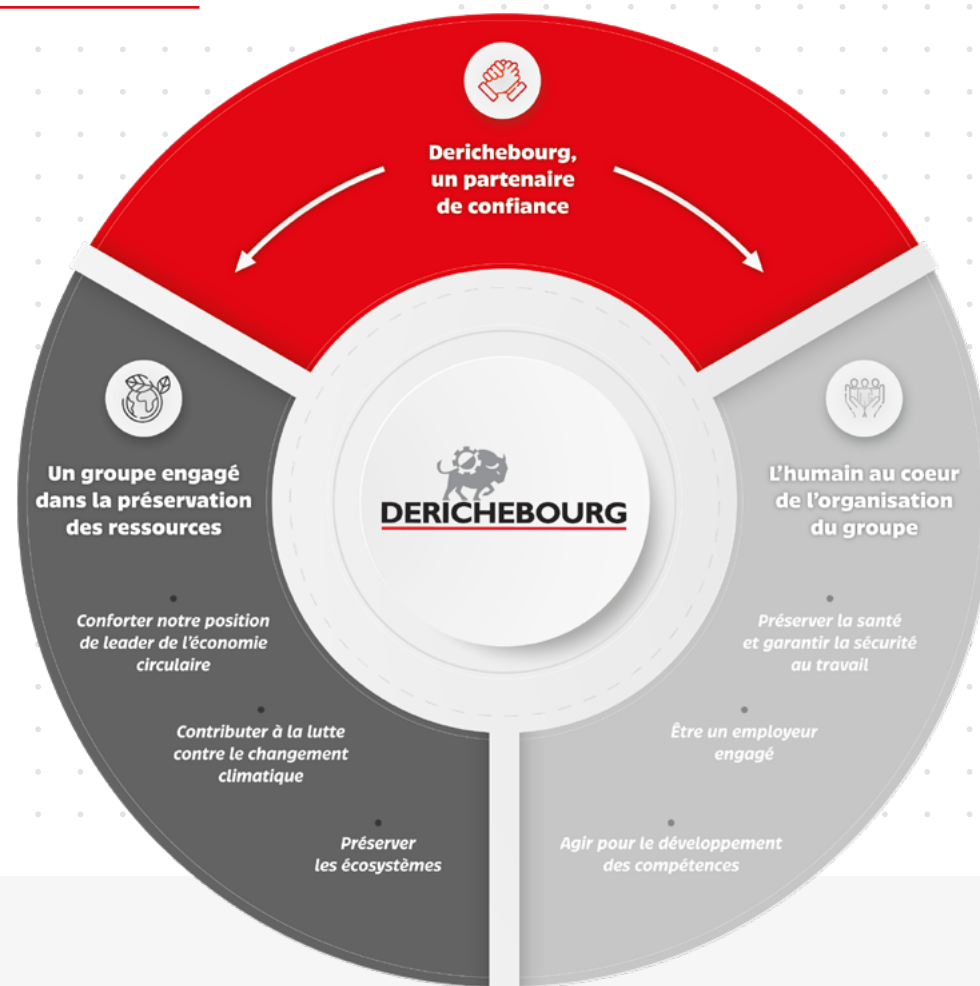 Derichebourg,
un partenaire
de confiance
Un groupe engagé
dans la préservation
des ressources
Conforter notre position
de leader de l'économie
circulaire
Contribuer à la lutte
contre le changement
climatique
Préserver
les écosystèmes
DERICHEBOURG
L'humain au coeur
de l'organisation
du groupe
Préserver la santé
et garantir la sécurité
au travail
Être un employeur
engagé
Agir pour le développement
des compétences